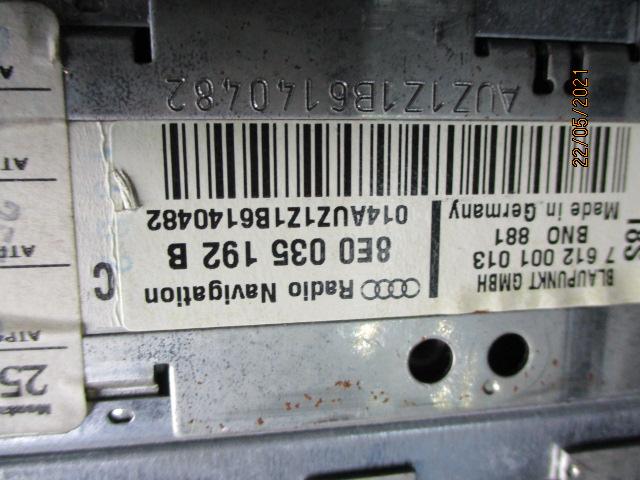 BLAUPUNKT GMBH
7 612 001 013
BNO 881
Made in Germany
Radio Navigation
8E0 035 192 B
C
014AUZ1Z1B6140482
AUZ1Z1B6140482
25
22/05/2021